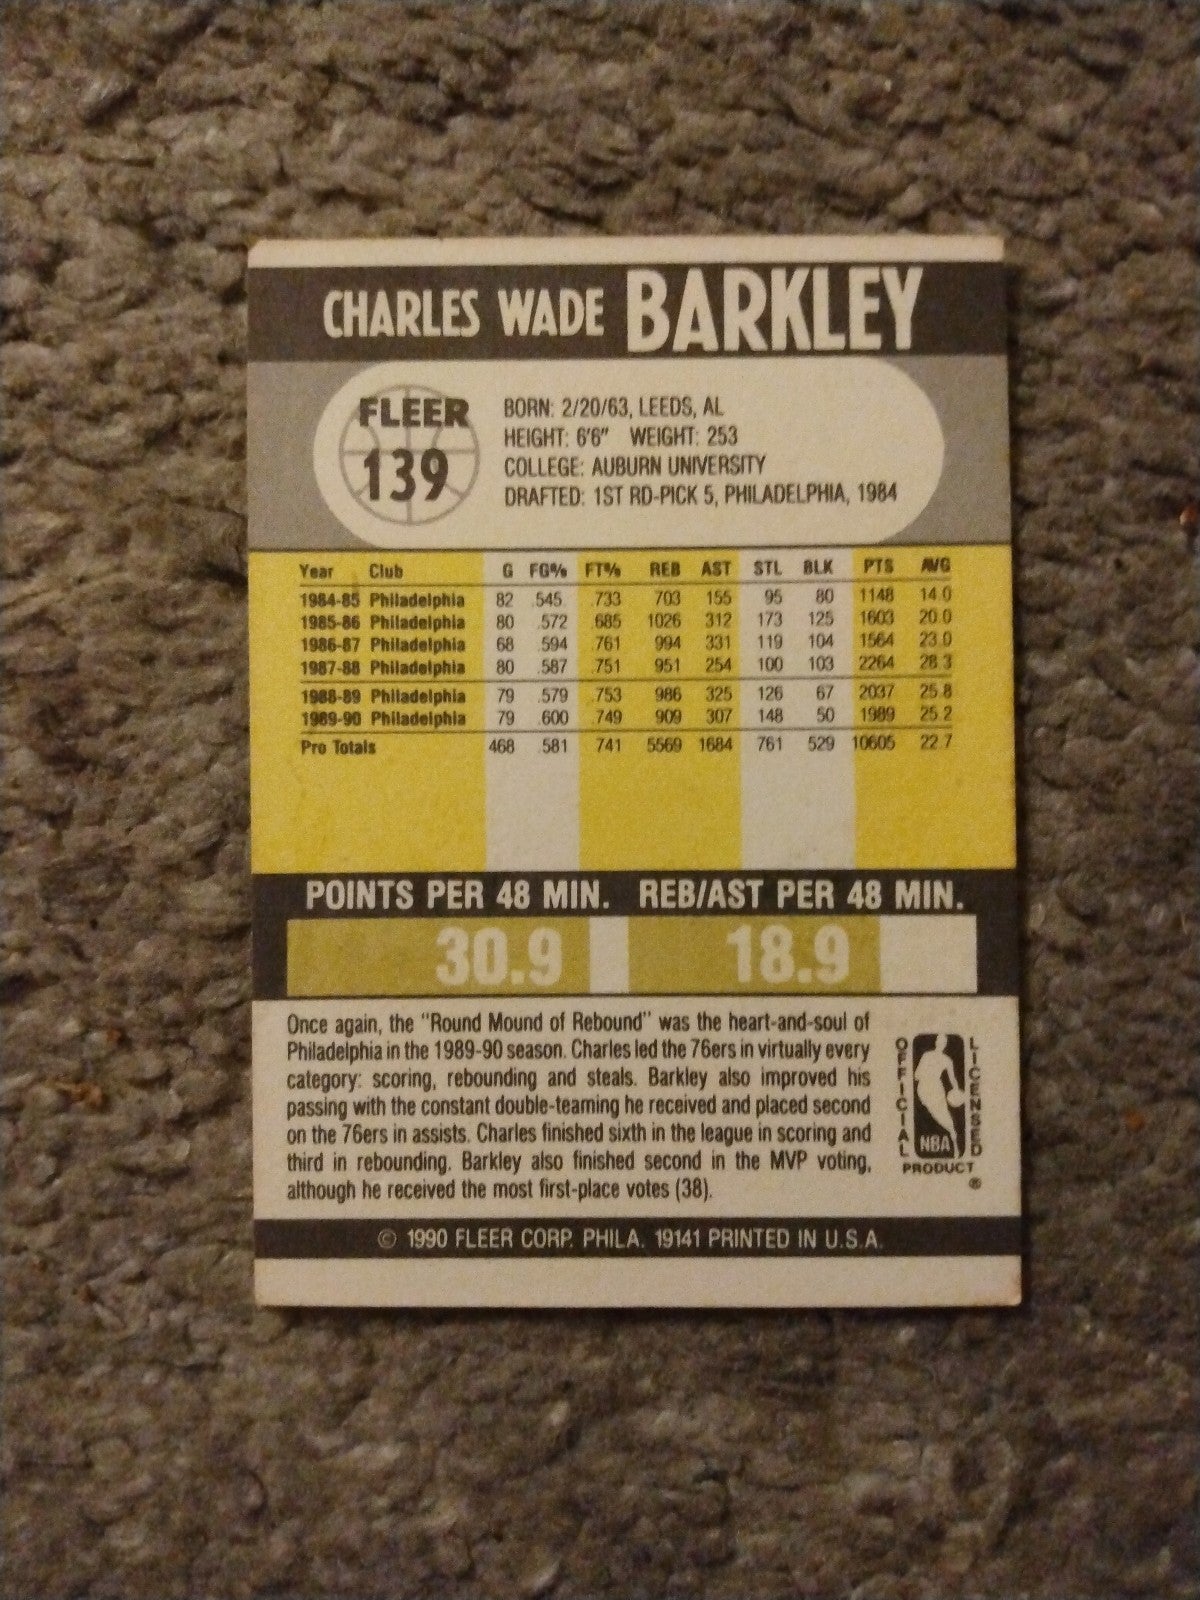 CHARLES WADE BARKLEY
FLEER
139
BORN: 2/20/63, LEEDS, AL
HEIGHT: 6'6" WEIGHT: 253
COLLEGE: AUBURN UNIVERSITY
DRAFTED: 1ST RD-PICK 5, PHILADELPHIA, 1984
Year Club G FG% FT% REB AST STL BLK PTS AVG
1984-85 Philadelphia 82 .545 .733 703 155 95 80 1148 14.0
1985-86 Philadelphia 80 .572 .685 1026 312 173 125 1603 20.0
1986-87 Philadelphia 68 .594 .761 994 331 119 104 1564 23.0
1987-88 Philadelphia 80 .587 .751 951 254 100 103 2264 28.3
1988-89 Philadelphia 79 .579 .753 986 325 126 67 2037 25.8
1989-90 Philadelphia 79 .600 .749 909 307 148 50 1989 25.2
Pro Totals 468 .581 .741 5569 1684 761 529 10605 22.7
POINTS PER 48 MIN. REB/AST PER 48 MIN.
30.9 18.9
Once again, the "Round Mound of Rebound" was the heart-and-soul of
Philadelphia in the 1989-90 season. Charles led the 76ers in virtually every
category: scoring, rebounding and steals. Barkley also improved his
passing with the constant double-teaming he received and placed second
on the 76ers in assists. Charles finished sixth in the league in scoring and
third in rebounding. Barkley also finished second in the MVP voting,
although he received the most first-place votes (38).
OFFICIAL
LICENSED
NBA
PRODUCT
®
© 1990 FLEER CORP. PHILA. 19141 PRINTED IN U.S.A.